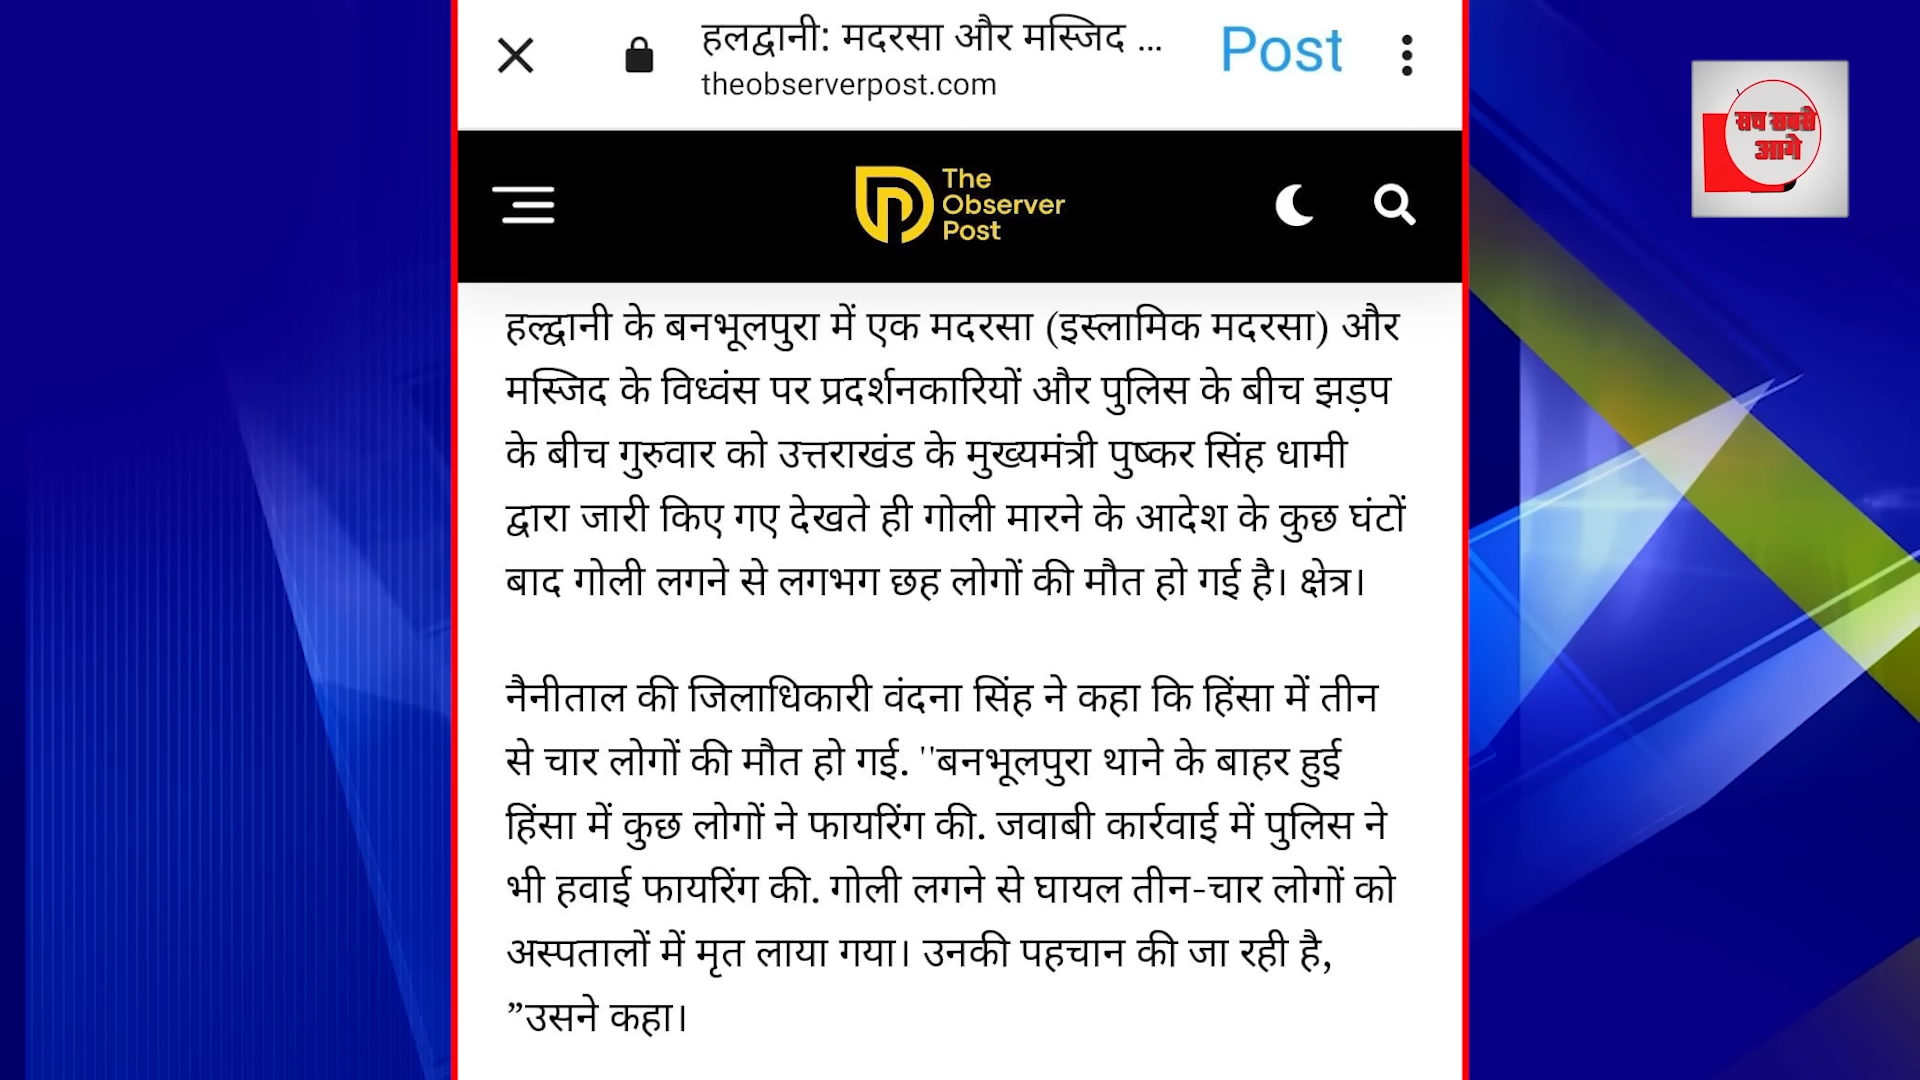 हलद्वानी: मदरसा और मस्जिद ...
theobserverpost.com
Post
सच सबसे
आगे
The
Observer
Post
हल्द्वानी के बनभूलपुरा में एक मदरसा (इस्लामिक मदरसा) और
मस्जिद के विध्वंस पर प्रदर्शनकारियों और पुलिस के बीच झड़प
के बीच गुरुवार को उत्तराखंड के मुख्यमंत्री पुष्कर सिंह धामी
द्वारा जारी किए गए देखते ही गोली मारने के आदेश के कुछ घंटों
बाद गोली लगने से लगभग छह लोगों की मौत हो गई है। क्षेत्र।
नैनीताल की जिलाधिकारी वंदना सिंह ने कहा कि हिंसा में तीन
से चार लोगों की मौत हो गई. ''बनभूलपुरा थाने के बाहर हुई
हिंसा में कुछ लोगों ने फायरिंग की. जवाबी कार्रवाई में पुलिस ने
भी हवाई फायरिंग की. गोली लगने से घायल तीन-चार लोगों को
अस्पतालों में मृत लाया गया। उनकी पहचान की जा रही है,
”उसने कहा।